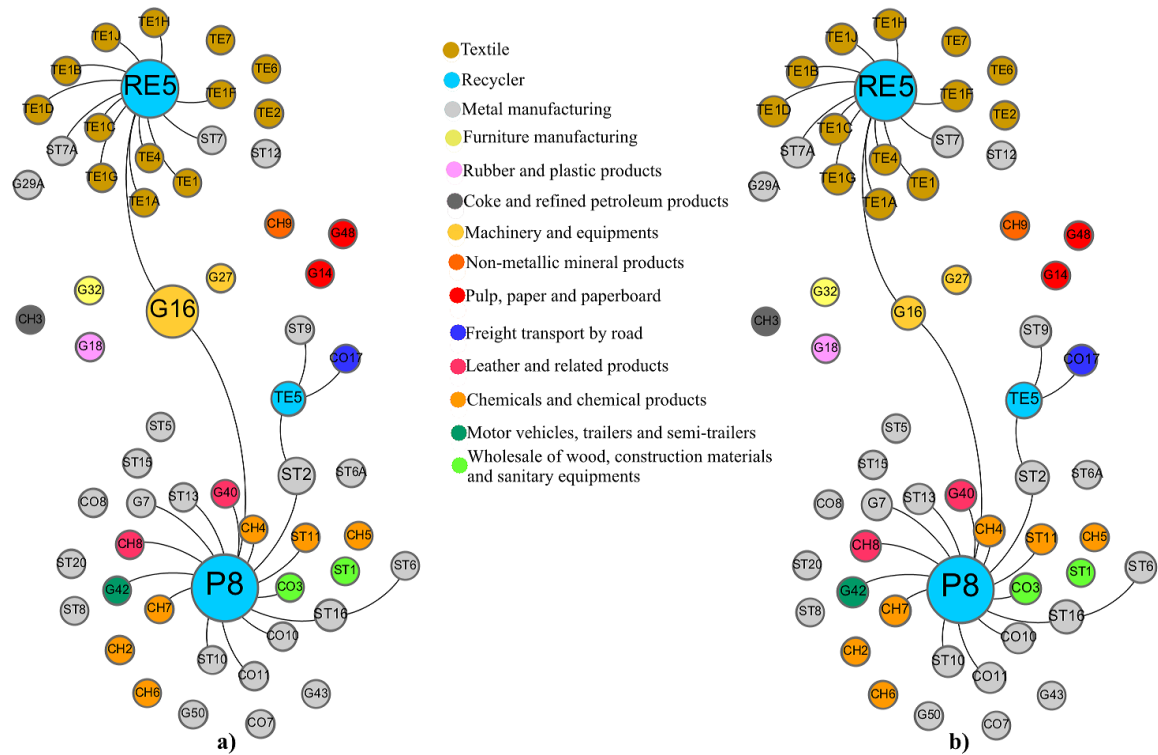 TE1H
TE1J
TE7
TE1B
RE5
TE6
TE1D
TE1F
TE2
TE1C
ST7
ST7A
TE4
ST12
TE1G
TE1
G29A
TE1A
CH9
G48
G14
G27
G32
G16
CH3
G18
ST9
CO17
TE5
ST5
ST15
ST2
ST6A
CO8
G7
ST13
G40
CH4
CH8
ST11
CH5
ST20
P8
ST1
ST6
G42
CO3
ST8
CH7
ST16
CO10
CH2
ST10
CO11
CH6
G43
G50
CO7
a)
Textile
Recycler
Metal manufacturing
Furniture manufacturing
Rubber and plastic products
Coke and refined petroleum products
Machinery and equipments
Non-metallic mineral products
Pulp, paper and paperboard
Freight transport by road
Leather and related products
Chemicals and chemical products
Motor vehicles, trailers and semi-trailers
Wholesale of wood, construction materials
and sanitary equipments
TE1H
TE1J
TE7
TE1B
RE5
TE6
TE1D
TE1F
TE2
TE1C
ST7
ST7A
TE4
ST12
TE1G
TE1
G29A
TE1A
CH9
G48
G14
G27
G32
G16
CH3
G18
ST9
CO17
TE5
ST5
ST15
ST2
ST6A
CO8
G7
ST13
G40
CH4
CH8
ST11
CH5
ST20
P8
ST1
ST6
G42
CO3
ST8
CH7
ST16
CO10
CH2
ST10
CO11
CH6
G43
G50
CO7
b)